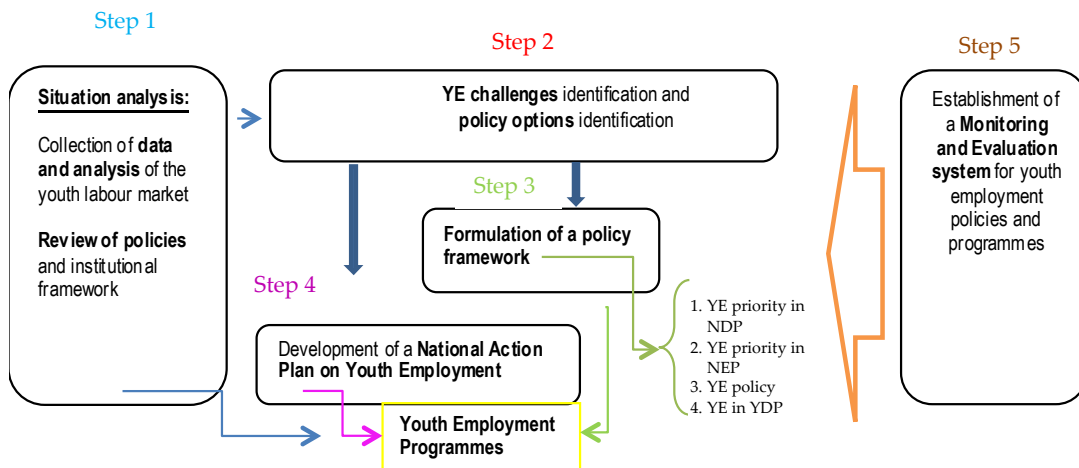 Step 1
Situation analysis:
Collection of data
and analysis of the
youth labour market
Review of policies
and institutional
framework
Step 2
YE challenges identification and
policy options identification
Step 3
Formulation of a policy
framework
1. YE priority in
NDP
2. YE priority in
NEP
3. YE policy
4. YE in YDP
Step 4
Development of a National Action
Plan on Youth Employment
Youth Employment
Programmes
Step 5
Establishment of
a Monitoring
and Evaluation
system for youth
employment
policies and
programmes